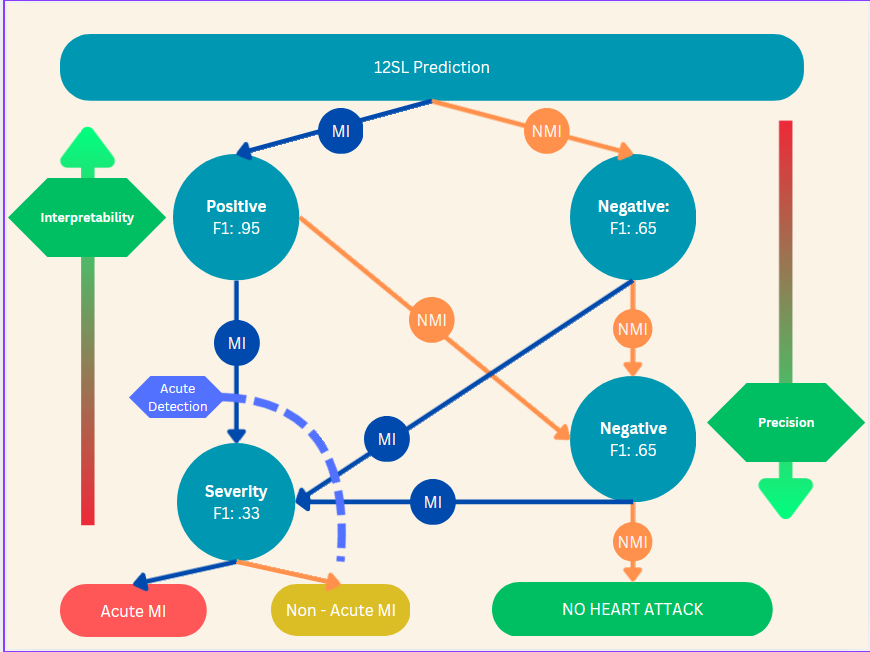 12SL Prediction
MI
NMI
Positive
F1: .95
Negative:
F1: .65
Interpretability
NMI
NMI
MI
Acute
Detection
Precision
Negative
F1: .65
MI
Severity
F1: .33
MI
NMI
Acute MI
Non - Acute MI
NO HEART ATTACK